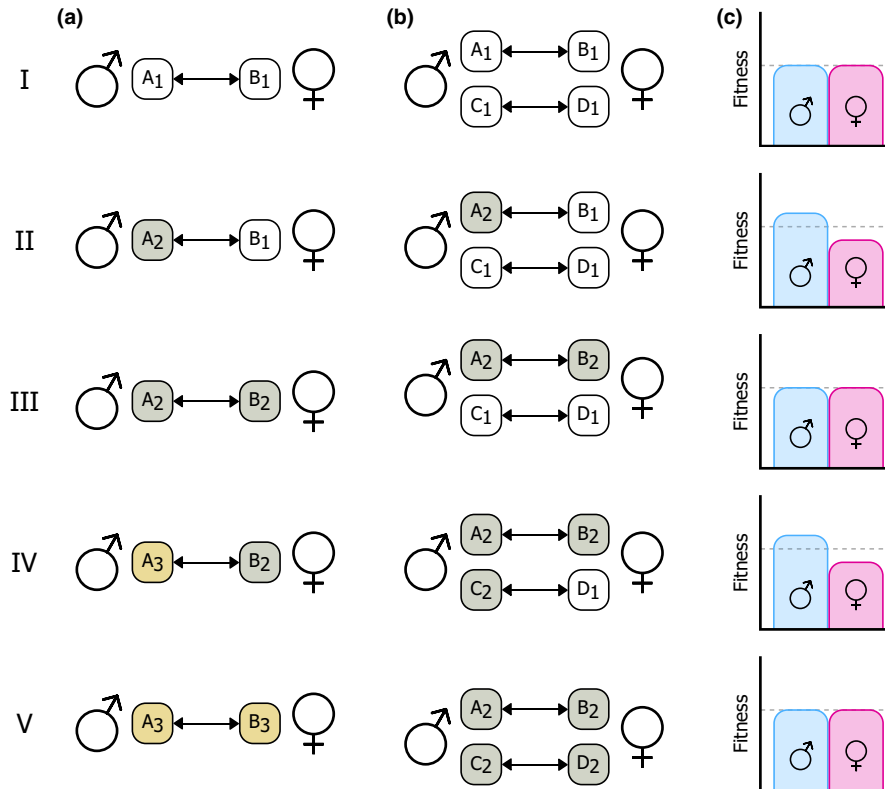 (a) (b) (c)
I A1 B1 A1 B1 C1 D1 Fitness
II A2 B1 A2 B1 C1 D1 Fitness
III A2 B2 A2 B2 C1 D1 Fitness
IV A3 B2 A2 B2 C2 D1 Fitness
V A3 B3 A2 B2 C2 D2 Fitness